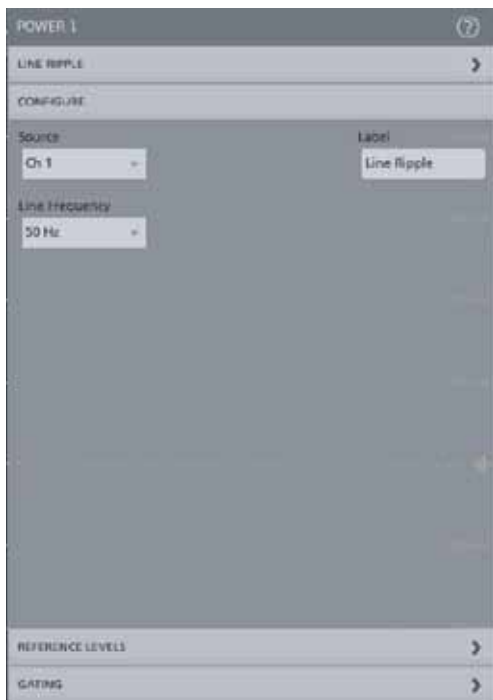 POWER 1
LINE RIPPLE
CONFIGURE
Source
Label
Ch 1
Line Ripple
Line Frequency
50 Hz
REFERENCE LEVELS
GATING